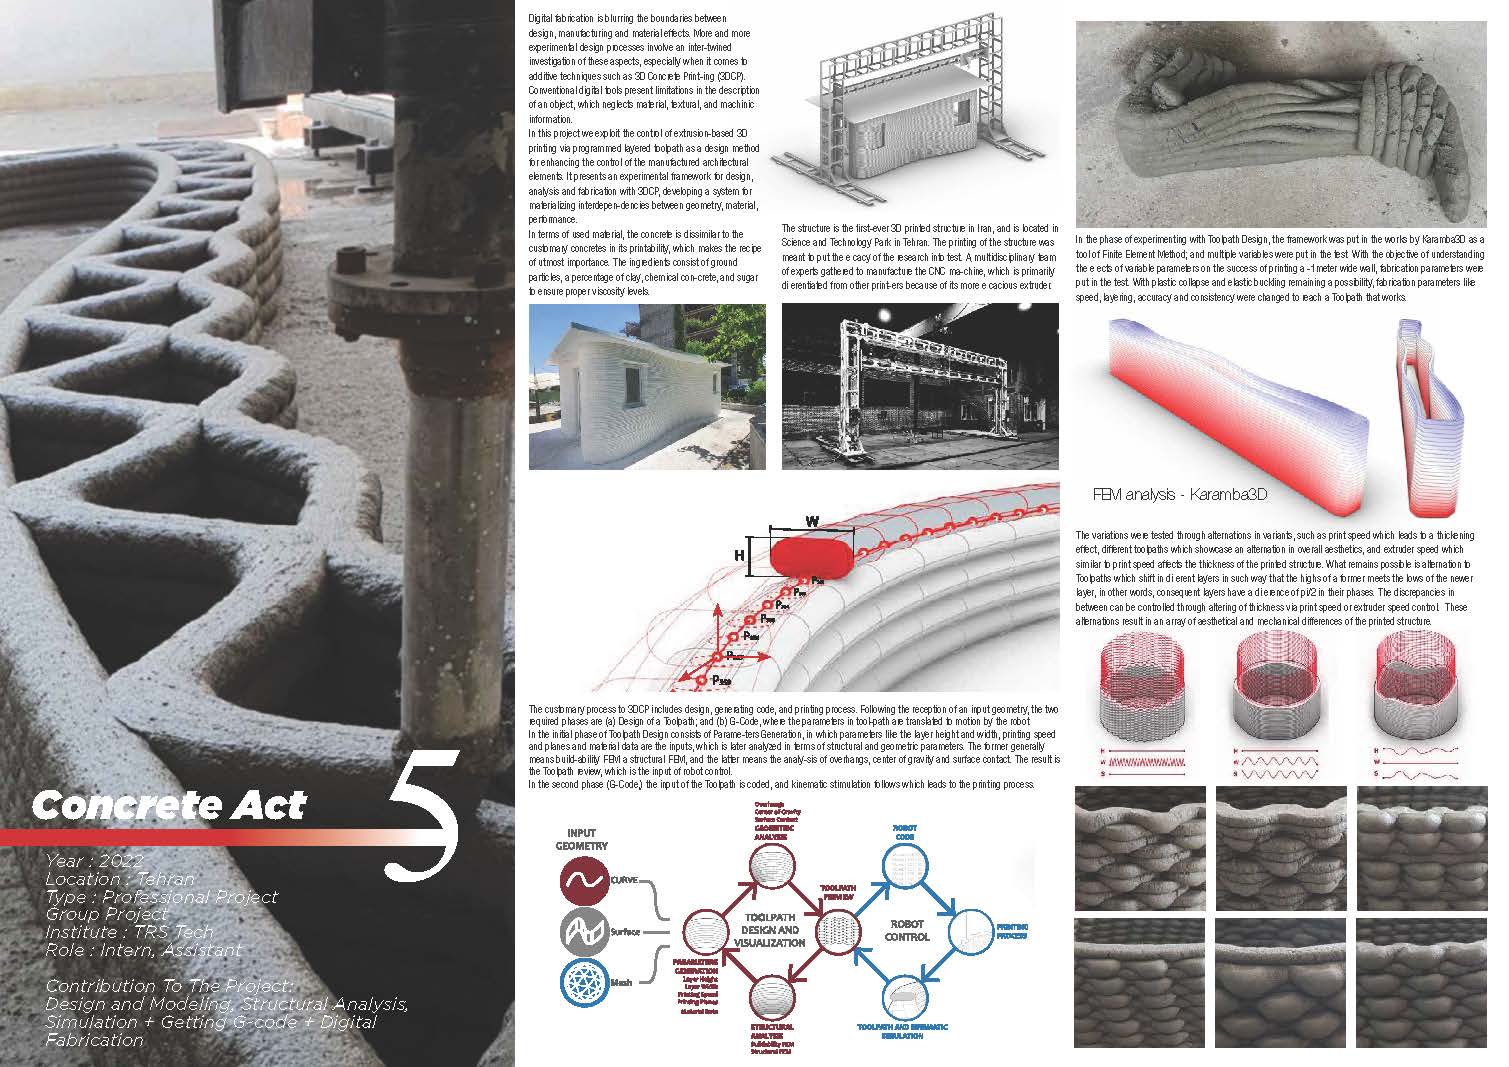 Concrete Act
5
Year : 2022
Location : Tehran
Type : Professional Project
Group Project
Institute : TRS Tech
Role : Intern, Assistant
Contribution To The Project:
Design and Modeling, Structural Analysis,
Simulation + Getting G-code + Digital
Fabrication
Digital fabrication is blurring the boundaries between
design, manufacturing and material effects. More and more
experimental design processes involve an inter-twined
investigation of these aspects, especially when it comes to
additive techniques such as 3D Concrete Print-ing (3DCP).
Conventional digital tools present limitations in the description
of an object, which neglects material, textural, and machinic
information.
In this project we exploit the control of extrusion-based 3D
printing via programmed layered toolpath as a design method
for enhancing the control of the manufactured architectural
elements. It presents an experimental framework for design,
analysis and fabrication with 3DCP, developing a system for
materializing interdepen-dencies between geometry, material,
performance.
In terms of used material, the concrete is dissimilar to the
customary concretes in its printability, which makes the recipe
of utmost importance. The ingredients consist of ground
particles, a percentage of clay, chemical con-crete, and sugar
to ensure proper viscosity levels.
The structure is the first-ever 3D printed structure in Iran, and is located in
Science and Technology Park in Tehran. The printing of the structure was
meant to put the e cacy of the research into test. A multidisciplinary team
of experts gathered to manufacture the CNC ma-chine, which is primarily
di erentiated from other print-ers because of its more e cacious extruder.
W
H
The customary process to 3DCP includes design, generating code, and printing process. Following the reception of an input geometry, the two
required phases are (a) Design of a Toolpath; and (b) G-Code, where the parameters in tool-path are translated to motion by the robot
In the initial phase of Toolpath Design consists of Parame-ters Generation, in which parameters like the layer height and width, printing speed
and planes and material data are the inputs, which is later analyzed in terms of structural and geometric parameters. The former generally
means build-ability FEM a structural FEM, and the latter means the analy-sis of overhangs, center of gravity and surface contact. The result is
the Toolpath review, which is the input of robot control.
In the second phase (G-Code,) the input of the Toolpath is coded, and kinematic stimulation follows which leads to the printing process.
INPUT
GEOMETRY
CURVE
Surface
Mesh
PARAMATERS
GENERATION
Layer Height
Layer Width
Printing Speed
Printing Planes
Material Data
Overhangs
Center of Gravity
Surface Contact
GEOMETRIC
ANALYSIS
TOOLPATH
DESIGN AND
VISUALIZATION
STRUCTURAL
ANALYSIS
Buildability FEM
Structural FEM
TOOLPATH
PREVIEW
ROBOT
CODE
ROBOT
CONTROL
PRINTING
PROCESS
TOOLPATH AND KINEMATIC
SIMULATION
In the phase of experimenting with Toolpath Design, the framework was put in the works by Karamba3D as a
tool of Finite Element Method; and multiple variables were put in the test. With the objective of understanding
the e ects of variable parameters on the success of printing a -1meter wide wall, fabrication parameters were
put in the test. With plastic collapse and elastic buckling remaining a possibility, fabrication parameters like
speed, layering, accuracy and consistency were changed to reach a Toolpath that works.
FEM analysis - Karamba3D
The variations were tested through alternations in variants, such as print speed which leads to a thickening
effect, different toolpaths which showcase an alternation in overall aesthetics, and extruder speed which
similar to print speed affects the thickness of the printed structure. What remains possible is alternation to
Toolpaths which shift in di erent layers in such way that the highs of a former meets the lows of the newer
layer, in other words, consequent layers have a di erence of pi/2 in their phases. The discrepancies in
between can be controlled through altering of thickness via print speed or extruder speed control. These
alternations result in an array of aesthetical and mechanical differences of the printed structure.
H
W
S
H
W
S
H
W
S